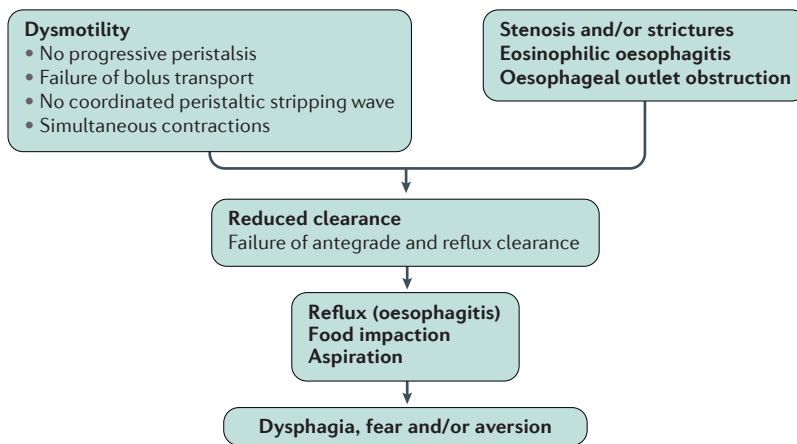 Dysmotility
• No progressive peristalsis
• Failure of bolus transport
• No coordinated peristaltic stripping wave
• Simultaneous contractions
Stenosis and/or strictures
Eosinophilic oesophagitis
Oesophageal outlet obstruction
Reduced clearance
Failure of antegrade and reflux clearance
Reflux (oesophagitis)
Food impaction
Aspiration
Dysphagia, fear and/or aversion